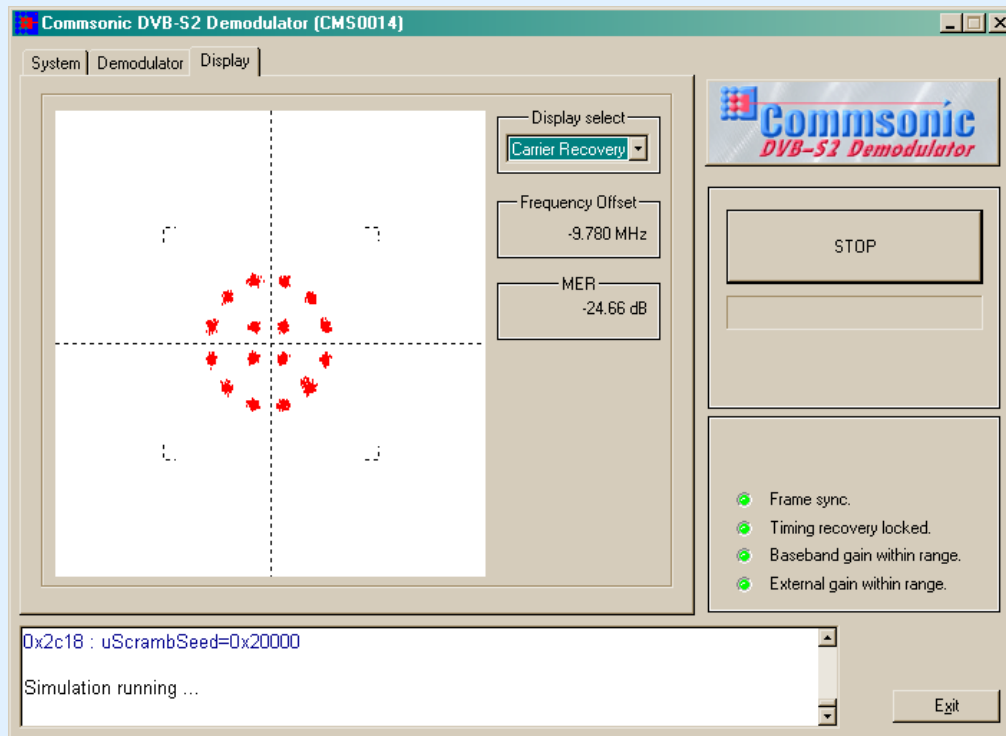 Commsonic DVB-S2 Demodulator (CMS0014)
System Demodulator Display
Display select
Carrier Recovery
Frequency Offset
-9.780 MHz
MER
-24.66 dB
Commsonic
DVB-S2 Demodulator
STOP
Frame sync.
Timing recovery locked.
Baseband gain within range.
External gain within range.
0x2c18 : uScrambSeed=0x20000
Simulation running ...
Exit